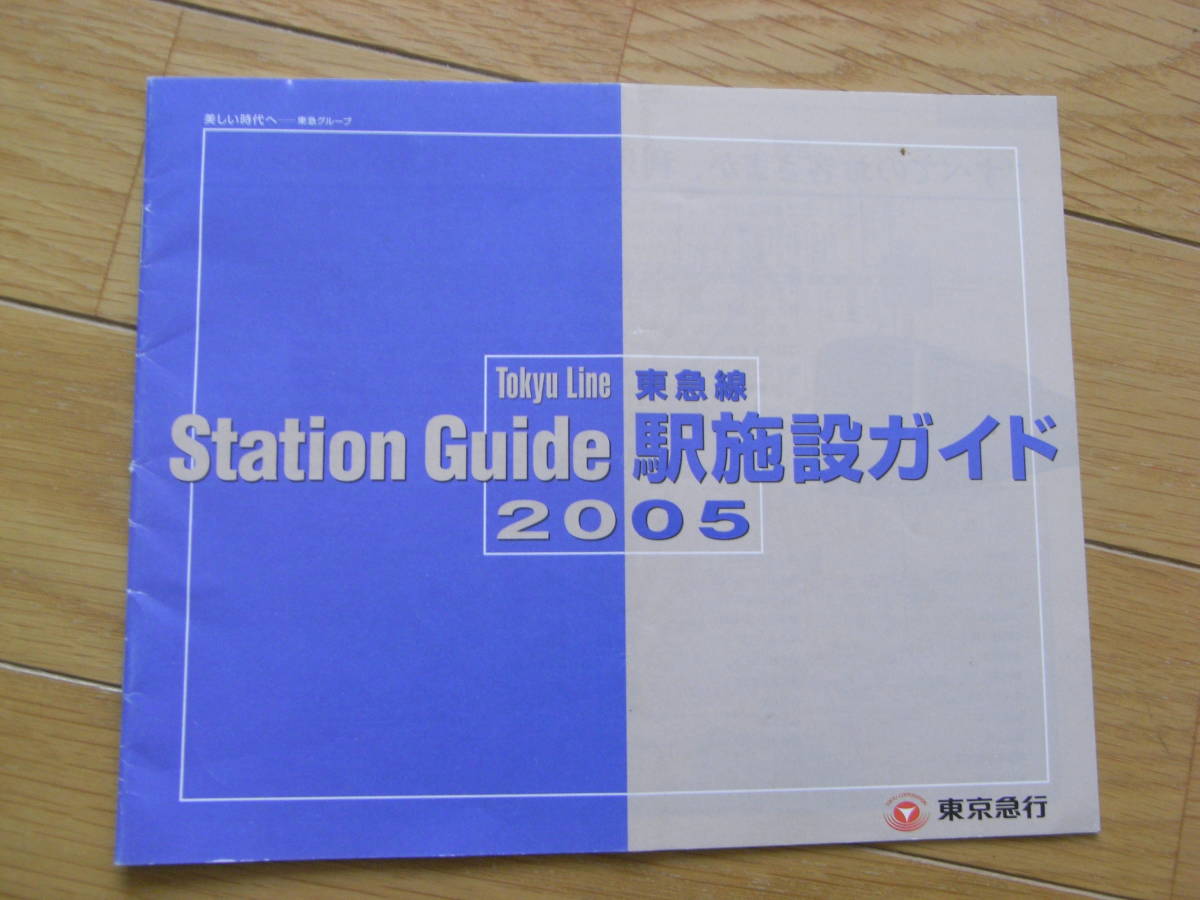 美しい時代へ──東急グループ
Tokyu Line 東急線
Station Guide 駅施設ガイド
2005
東京急行